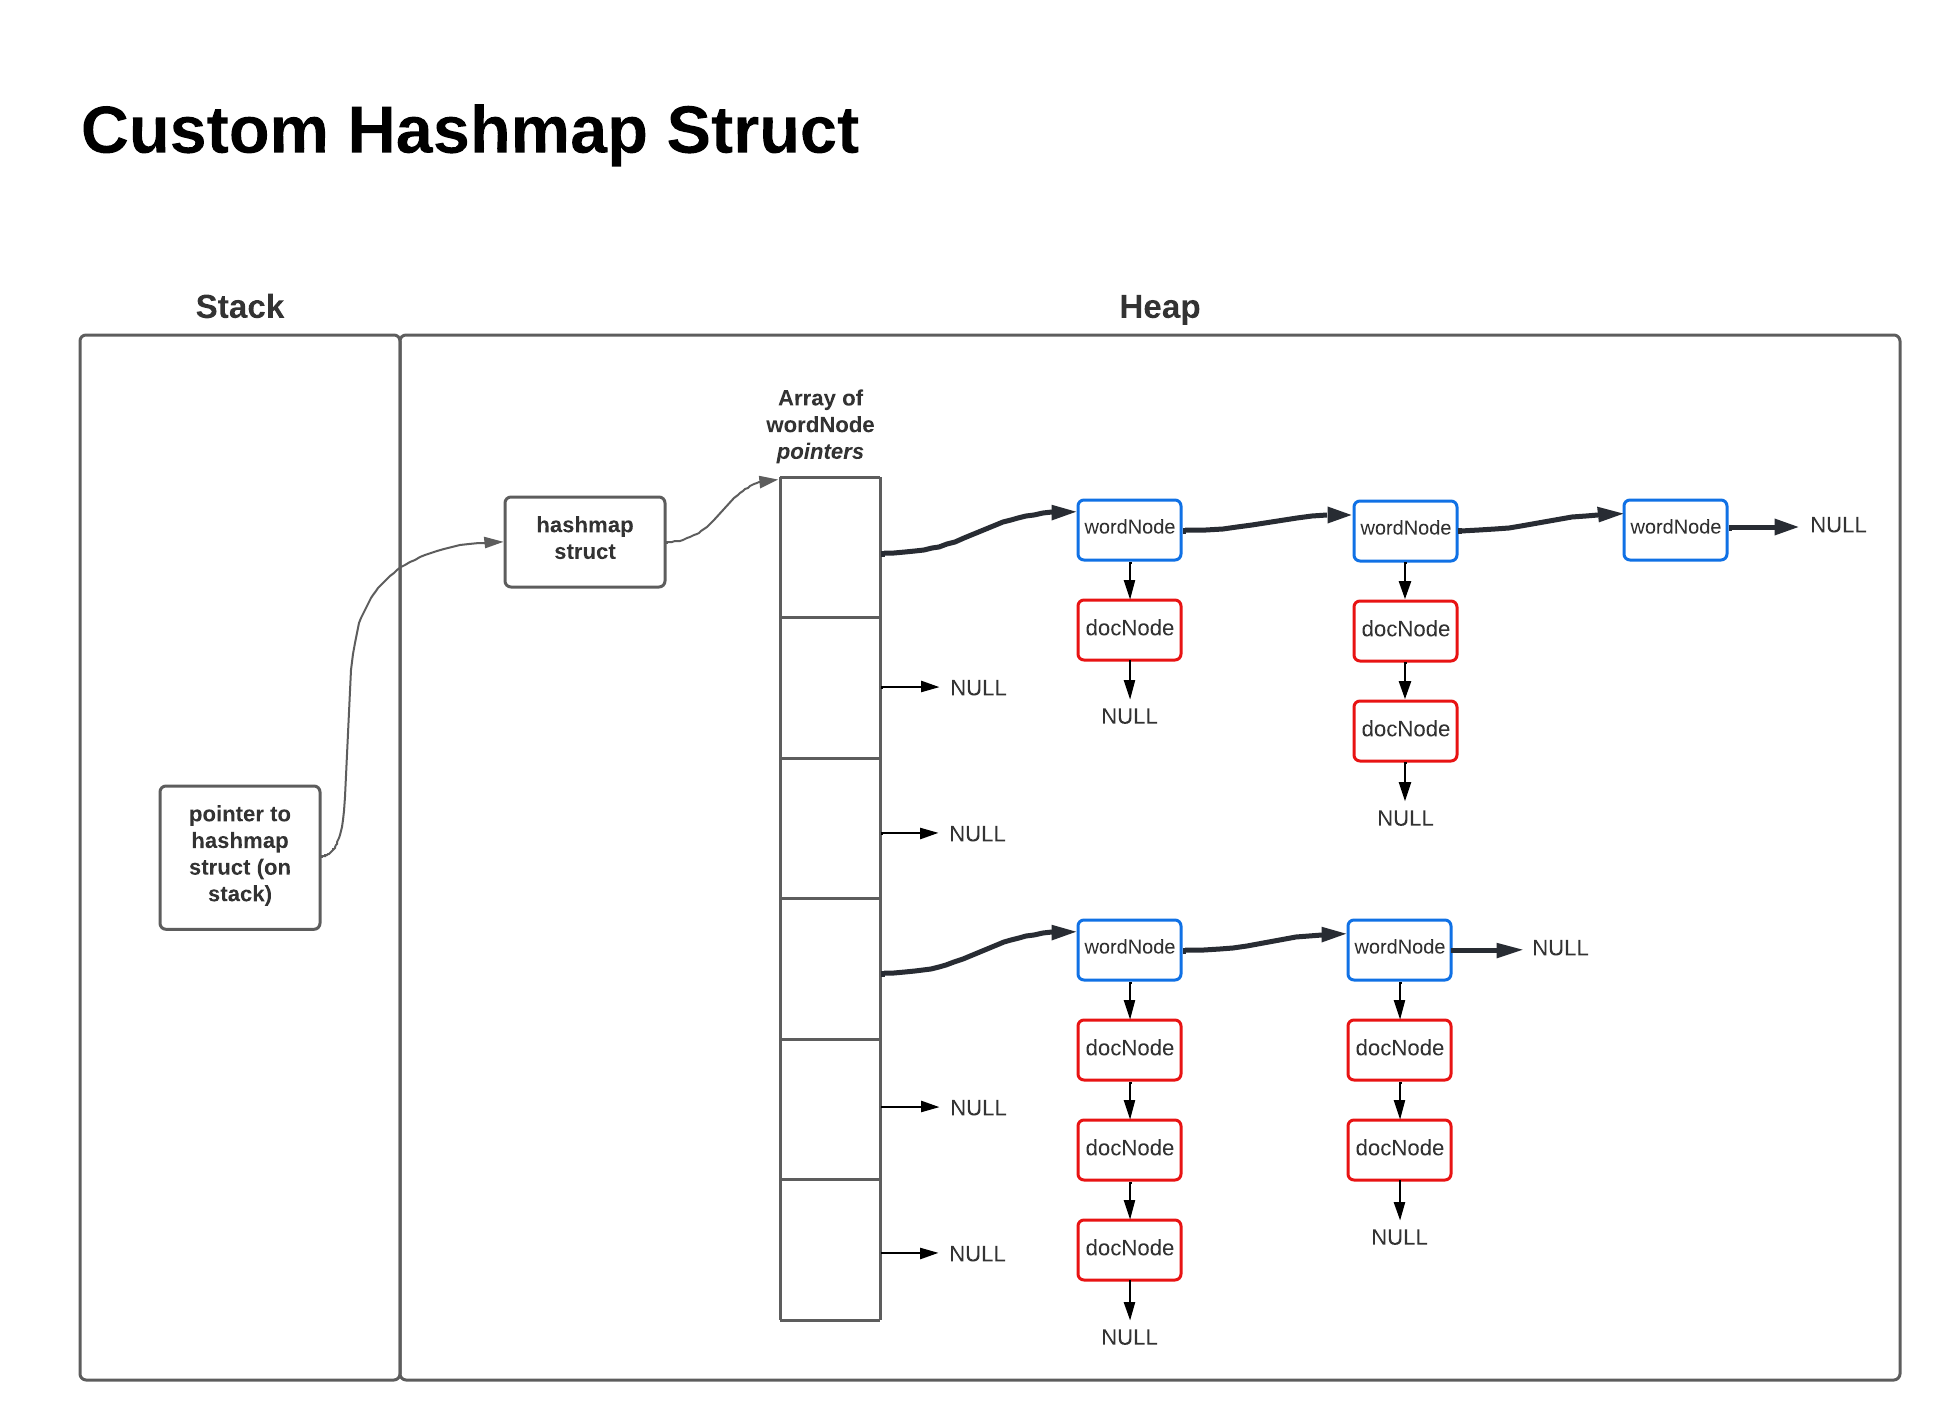 Custom Hashmap Struct
Stack
Heap
Array of
wordNode
pointers
hashmap
struct
wordNode
wordNode
wordNode
NULL
docNode
docNode
NULL
NULL
docNode
NULL
NULL
pointer to
hashmap
struct (on
stack)
wordNode
wordNode
NULL
docNode
docNode
NULL
docNode
docNode
NULL
docNode
NULL
NULL